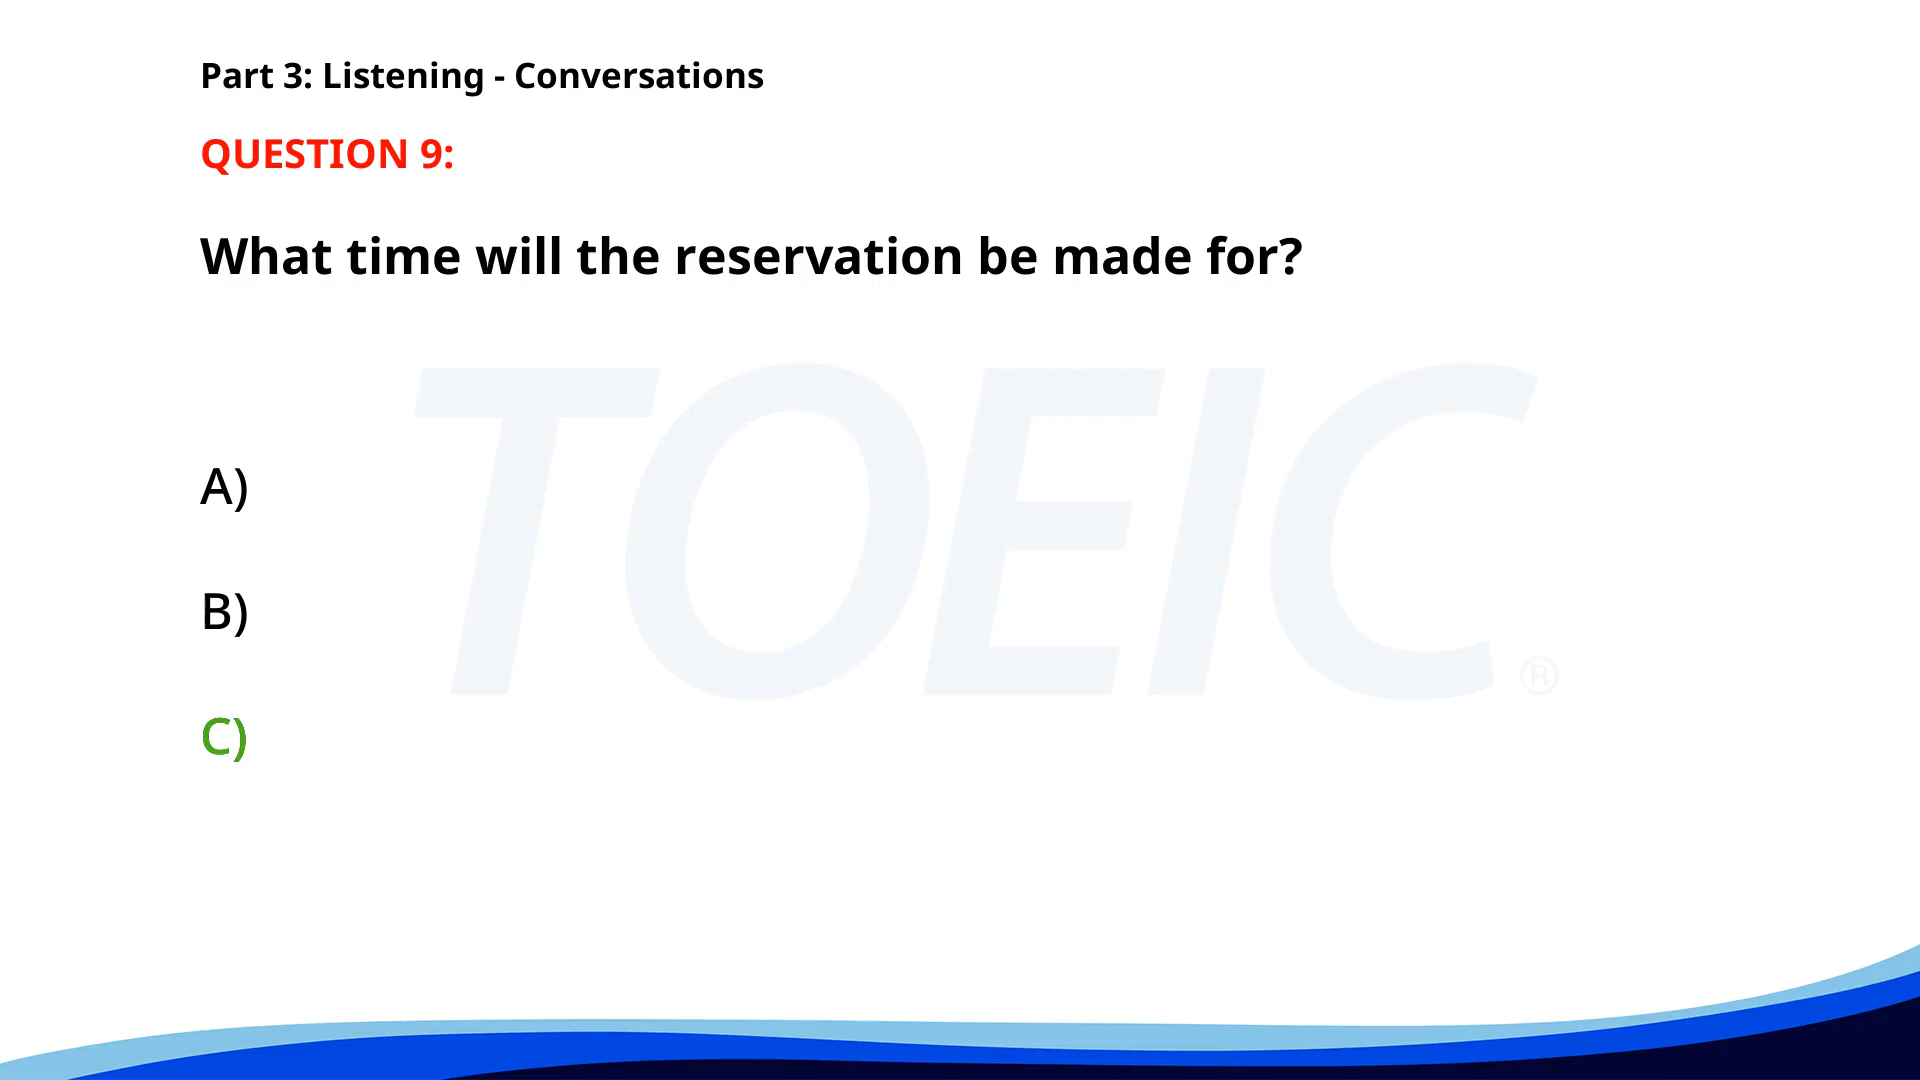 Part 3: Listening - Conversations
QUESTION 9:
What time will the reservation be made for?
TOEIC®
A)
B)
C)